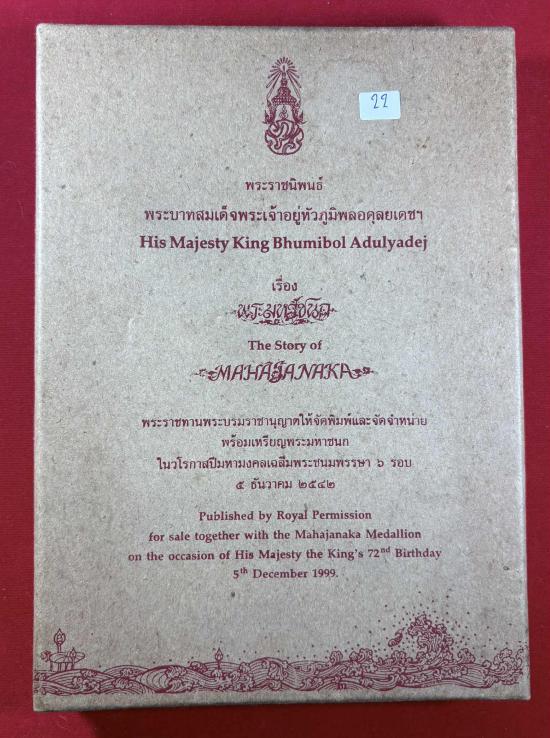 22
พระราชนิพนธ์
พระบาทสมเด็จพระเจ้าอยู่หัวภูมิพลอดุลยเดชฯ
His Majesty King Bhumibol Adulyadej
เรื่อง
พระมหาชนก
The Story of
MAHAJANAKA
พระราชทานพระบรมราชานุญาตให้จัดพิมพ์และจัดจำหน่าย
พร้อมเหรียญพระมหาชนก
ในวโรกาสปีมหามงคลเฉลิมพระชนมพรรษา ๖ รอบ
๕ ธันวาคม ๒๕๔๒
Published by Royal Permission
for sale together with the Mahajanaka Medallion
on the occasion of His Majesty the King's 72nd Birthday
5th December 1999.